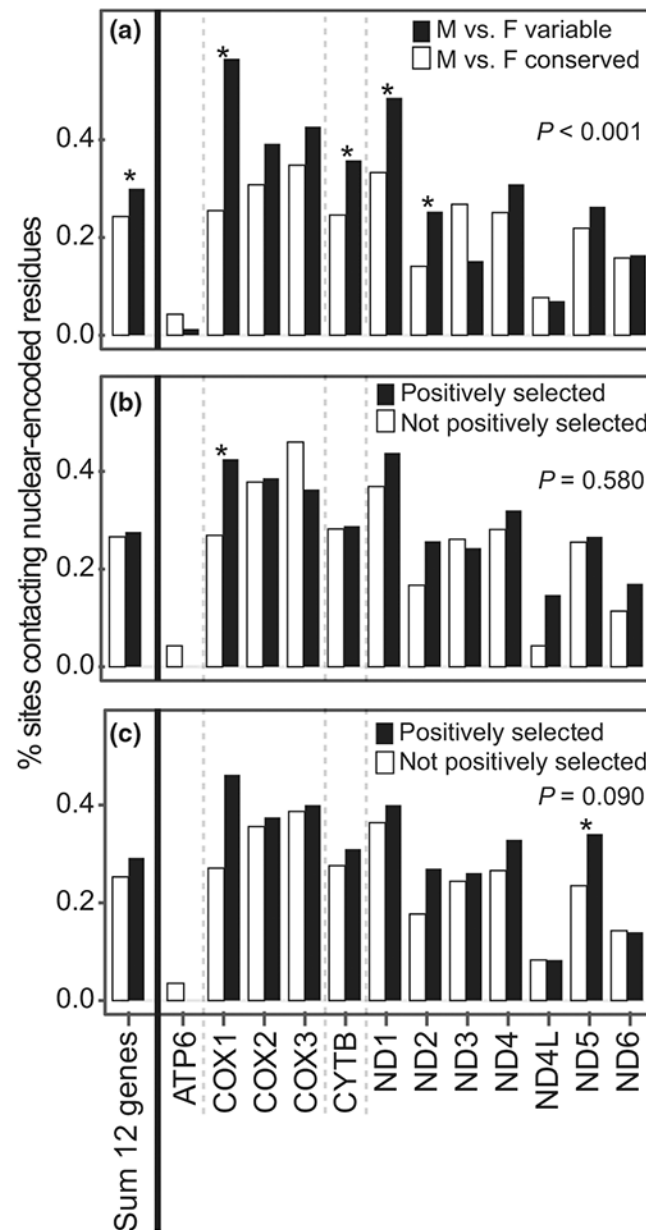 % sites contacting nuclear-encoded residues
(a)
M vs. F variable
M vs. F conserved
P < 0.001
0.4
0.2
0.0
*
*
*
*
*
(b)
Positively selected
Not positively selected
P = 0.580
0.4
0.2
0.0
*
(c)
Positively selected
Not positively selected
P = 0.090
0.4
0.2
0.0
*
Sum 12 genes
ATP6
COX1
COX2
COX3
CYTB
ND1
ND2
ND3
ND4
ND4L
ND5
ND6